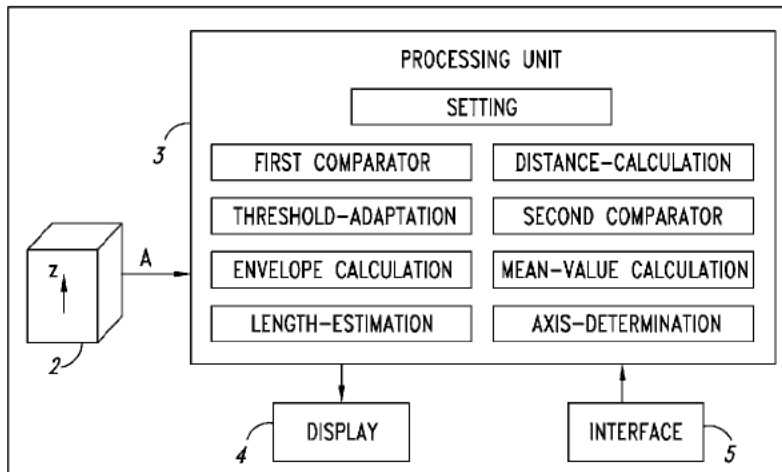 PROCESSING UNIT
SETTING
3
FIRST COMPARATOR DISTANCE-CALCULATION
THRESHOLD-ADAPTATION SECOND COMPARATOR
z A
ENVELOPE CALCULATION MEAN-VALUE CALCULATION
LENGTH-ESTIMATION AXIS-DETERMINATION
2
4 DISPLAY INTERFACE 5